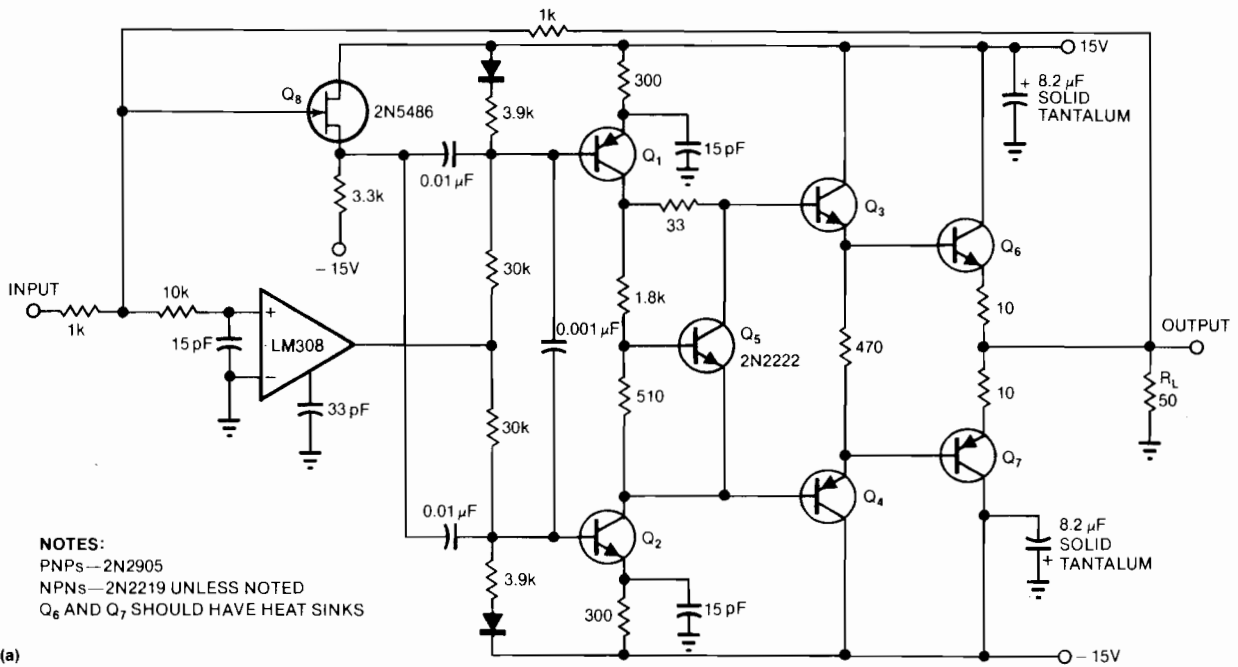 1k
15V
300
8.2 µF
SOLID
TANTALUM
+
Q8
2N5486
3.9k
15 pF
Q1
0.01 µF
3.3k
33
Q3
-15V
Q6
30k
INPUT
10k
1.8k
10
1k
+
15 pF
LM308
-
0.001 µF
Q5
2N2222
470
OUTPUT
33 pF
30k
510
10
RL
50
Q7
0.01 µF
Q2
Q4
8.2 µF
SOLID
TANTALUM
+
NOTES:
PNPs—2N2905
NPNs—2N2219 UNLESS NOTED
Q6 AND Q7 SHOULD HAVE HEAT SINKS
3.9k
300
15 pF
(a)
-15V